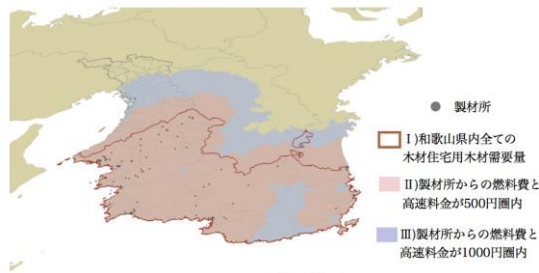 製材所
Ⅰ)和歌山県内全ての
木材住宅用木材需要量
Ⅱ)製材所からの燃料費と
高速料金が500円圏内
Ⅲ)製材所からの燃料費と
高速料金が1000円圏内